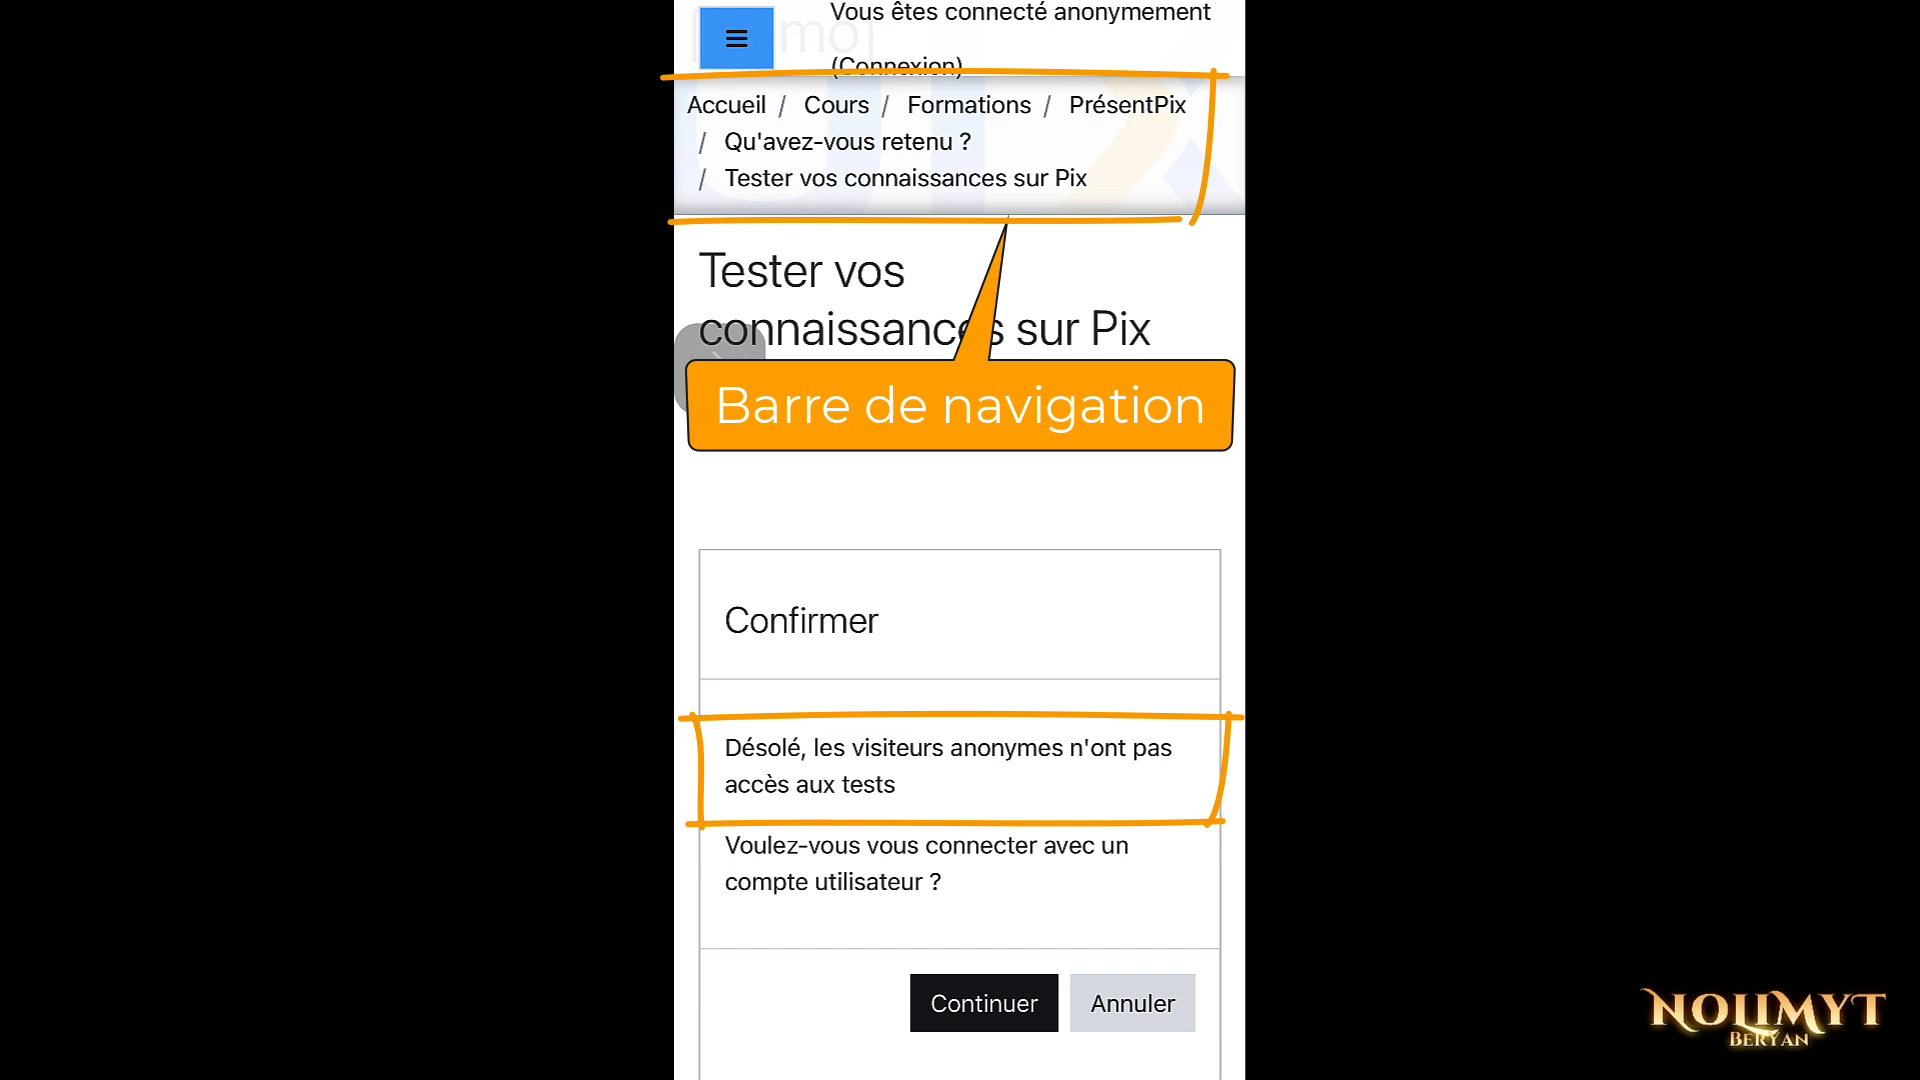 Vous êtes connecté anonymement
(Connexion)
Accueil / Cours / Formations / PrésentPix
/ Qu'avez-vous retenu ?
/ Tester vos connaissances sur Pix
Tester vos
connaissances sur Pix
Barre de navigation
Confirmer
Désolé, les visiteurs anonymes n'ont pas
accès aux tests
Voulez-vous vous connecter avec un
compte utilisateur ?
Continuer Annuler
NOLIMYT
BERYAN